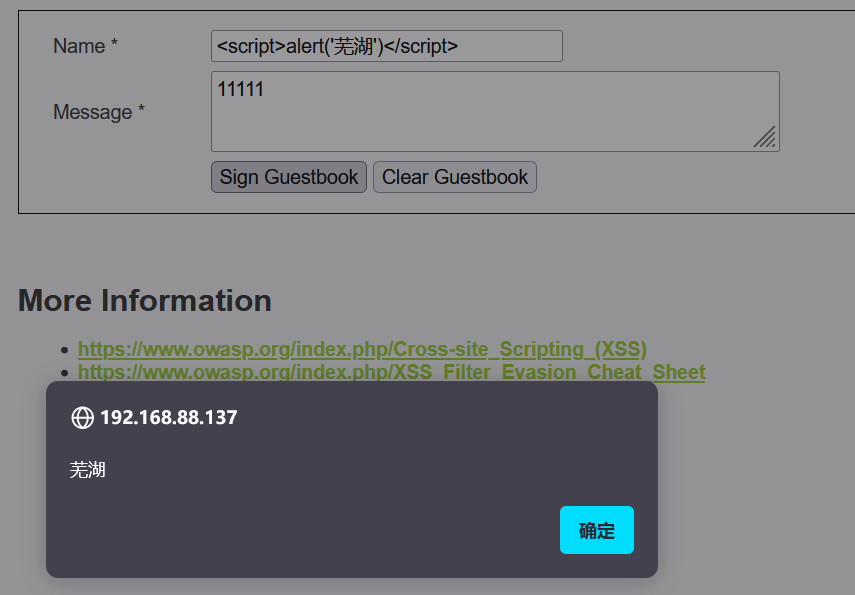 Name *
<script>alert('芜湖')</script>
Message *
11111
Sign Guestbook
Clear Guestbook
More Information
https://www.owasp.org/index.php/Cross-site_Scripting_(XSS)
https://www.owasp.org/index.php/XSS_Filter_Evasion_Cheat_Sheet
192.168.88.137
芜湖
确定